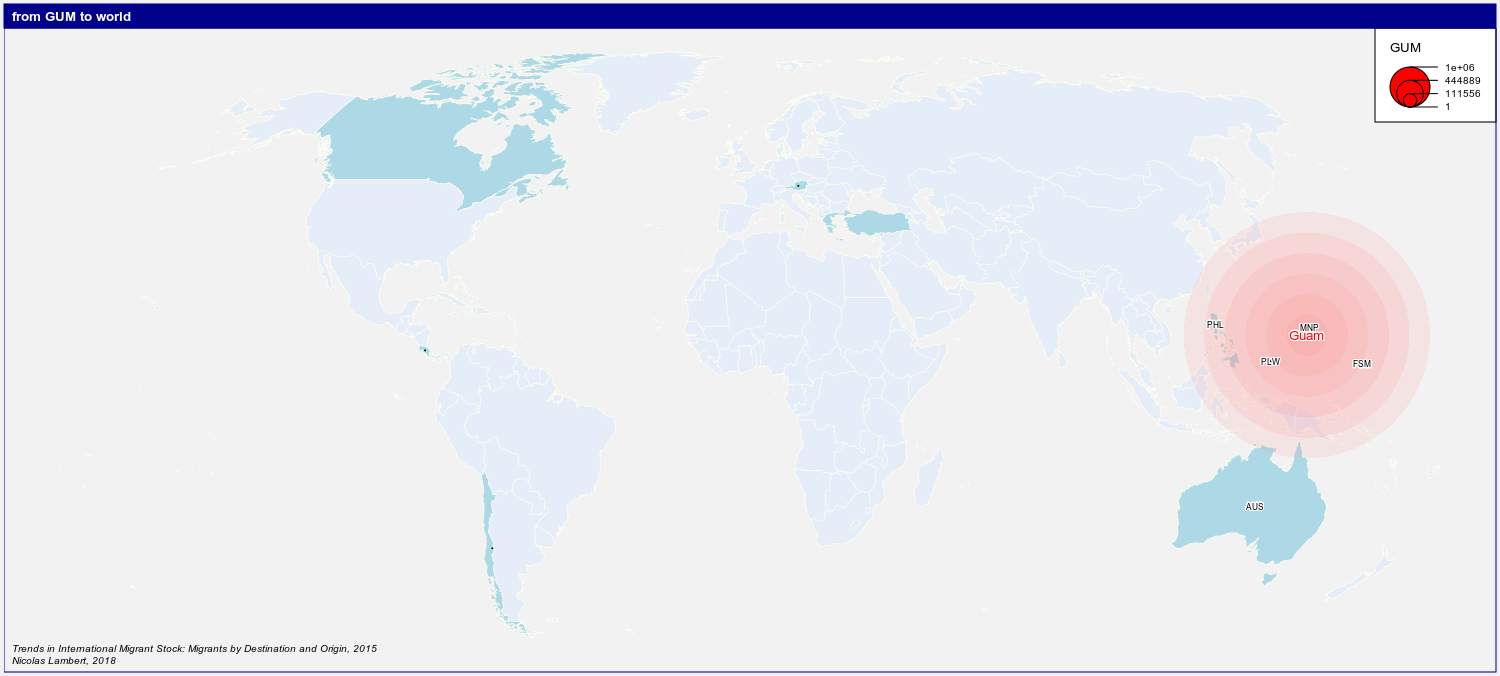 from GUM to world
GUM
1e+06
444889
111556
1
PHL
MNP
Guam
PLW
FSM
AUS
Trends in International Migrant Stock: Migrants by Destination and Origin, 2015
Nicolas Lambert, 2018